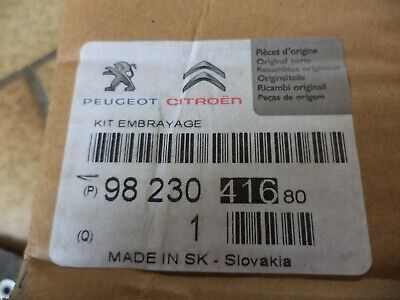 Pièces d'origine
Original parts
Recambios originales
Originalteile
Ricambi originali
Peças de origem
PEUGEOT CITROËN
KIT EMBRAYAGE
(P) 98 230 416 80
(Q) 1
MADE IN SK - Slovakia